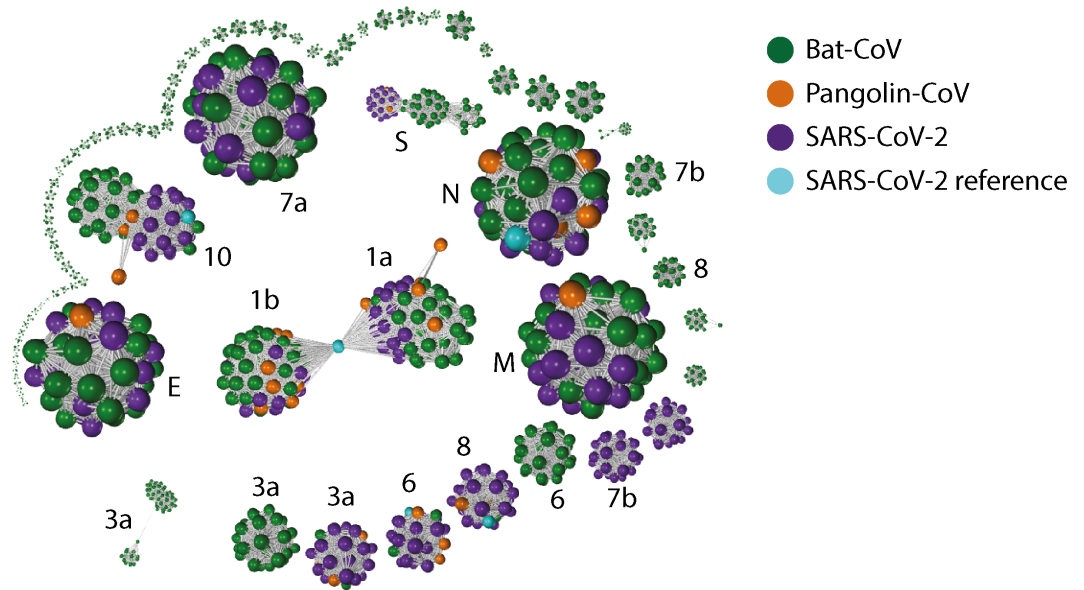 Bat-CoV
Pangolin-CoV
SARS-CoV-2
SARS-CoV-2 reference
S
7a
N
7b
10
1a
8
1b
M
E
8
3a
3a
6
6
7b
3a